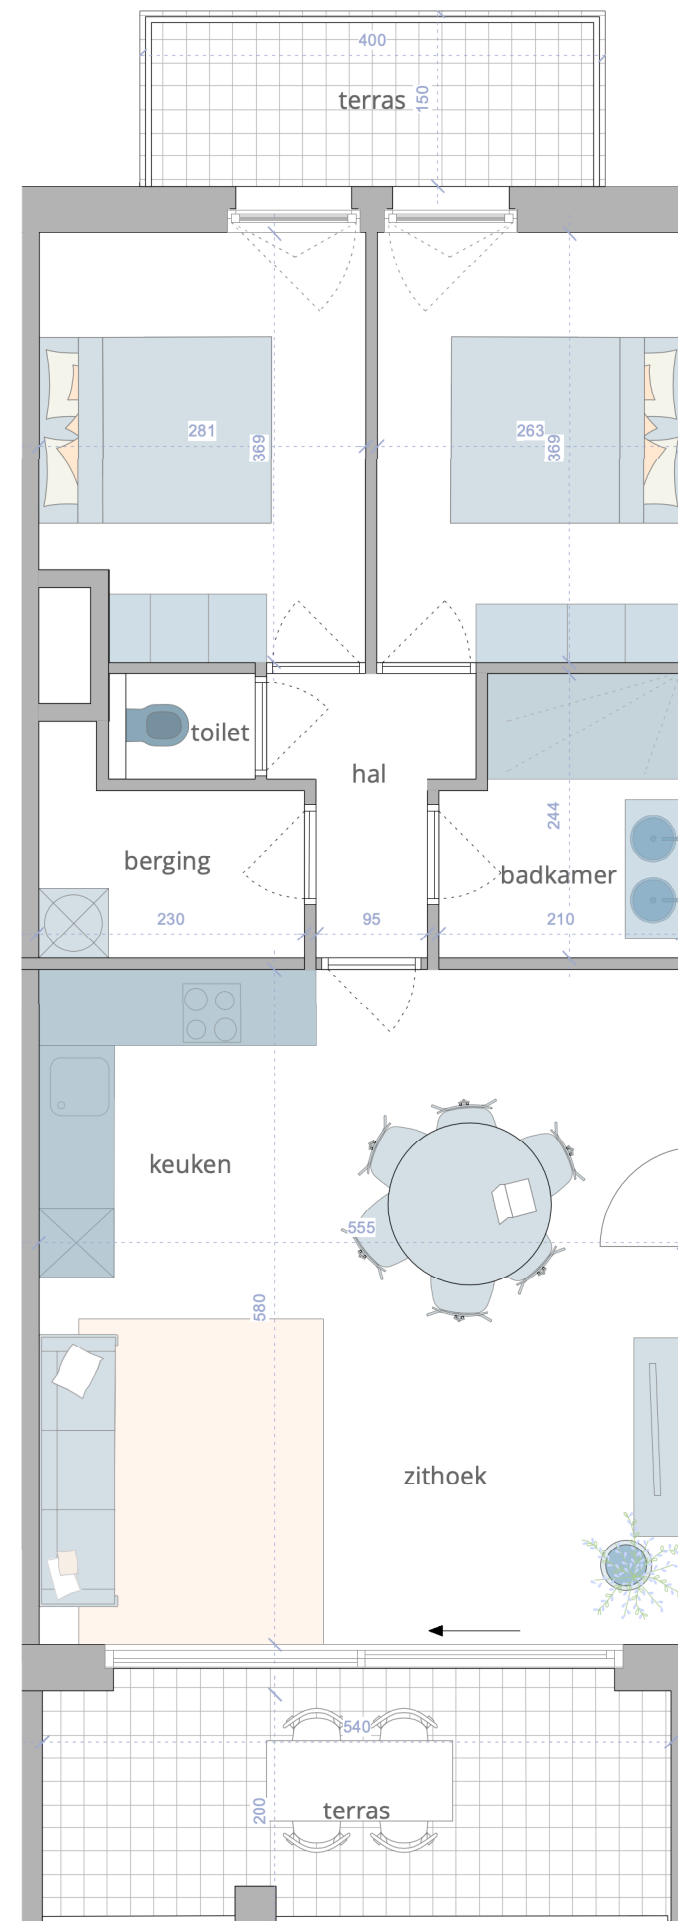 400
terras
150
281
369
263
369
toilet
hal
244
berging
badkamer
230
95
210
keuken
555
580
zithoek
540
terras
200